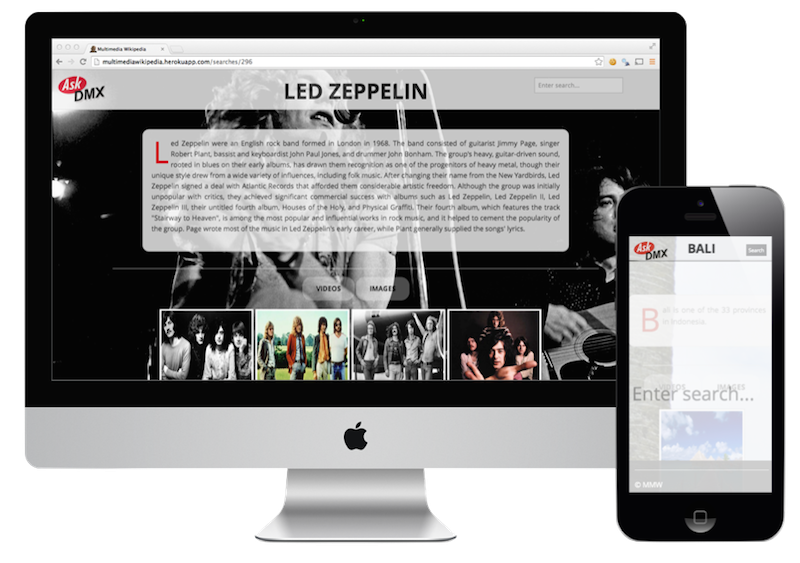 Multimedia Wikipedia
multimediawikipedia.herokuapp.com/searches/296
Ask
DMX
LED ZEPPELIN
Enter search...
Led Zeppelin were an English rock band formed in London in 1968. The band consisted of guitarist Jimmy Page, singer
Robert Plant, bassist and keyboardist John Paul Jones, and drummer John Bonham. The group's heavy, guitar-driven sound,
rooted in blues on their early albums, has drawn them recognition as one of the progenitors of heavy metal, though their
unique style drew from a wide variety of influences, including folk music. After changing their name from the New Yardbirds, Led
Zeppelin signed a deal with Atlantic Records that afforded them considerable artistic freedom. Although the group was initially
unpopular with critics, they achieved significant commercial success with albums such as Led Zeppelin, Led Zeppelin II, Led
Zeppelin III, their untitled fourth album, Houses of the Holy, and Physical Graffiti. Their fourth album, which features the track
"Stairway to Heaven", is among the most popular and influential works in rock music, and it helped to cement the popularity of
the group. Page wrote most of the music in Led Zeppelin's early career, while Plant generally supplied the songs' lyrics.
VIDEOS
IMAGES
Ask
DMX
BALI
Search
Bali is one of the 33 provinces
in Indonesia.
VIDEOS
IMAGES
Enter search...
© MMW